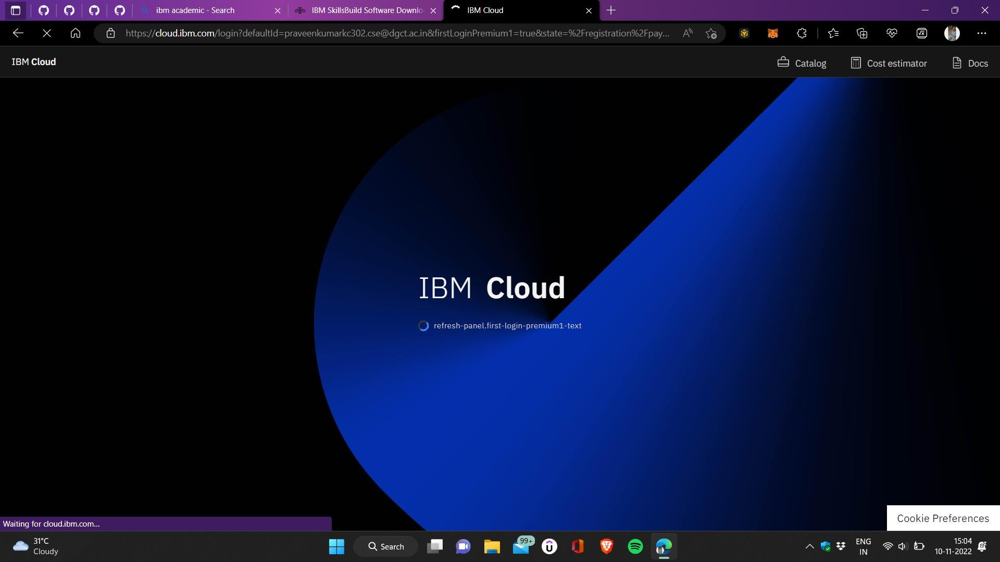 ibm academic - Search
IBM SkillsBuild Software Downlo
IBM Cloud
https://cloud.ibm.com/login?defaultId=praveenkumarkc302.cse@dgct.ac.in&firstLoginPremium1=true&state=%2Fregistration%2Fpay...
IBM Cloud
Catalog
Cost estimator
Docs
IBM Cloud
refresh-panel.first-login-premium1-text
Cookie Preferences
Waiting for cloud.ibm.com...
31°C
Cloudy
Search
99+
ENG
IN
15:04
10-11-2022